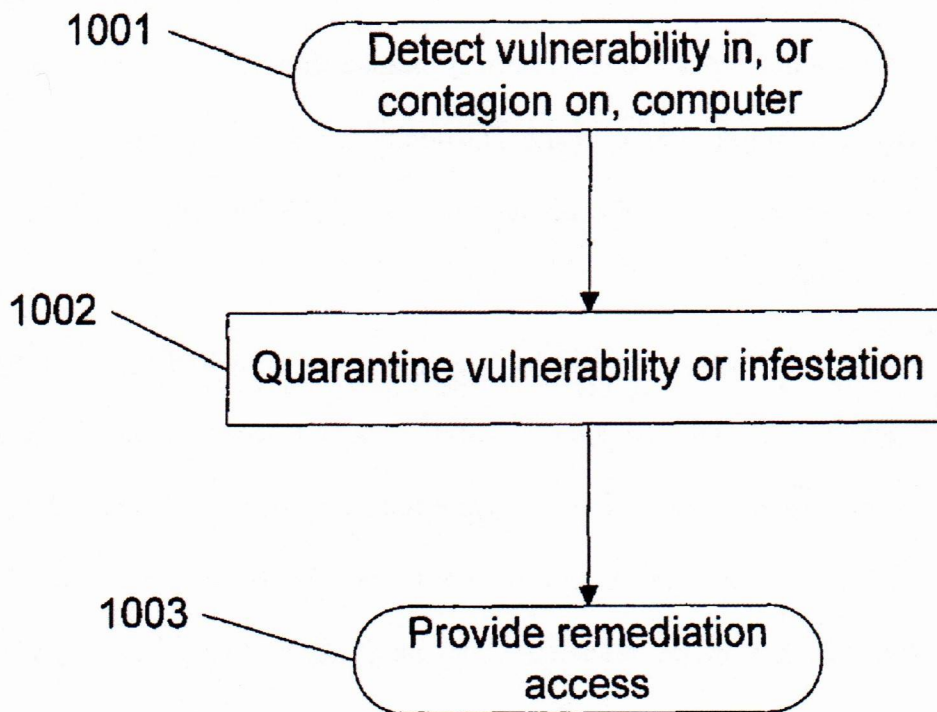 1001
Detect vulnerability in, or
contagion on, computer
1002
Quarantine vulnerability or infestation
1003
Provide remediation
access